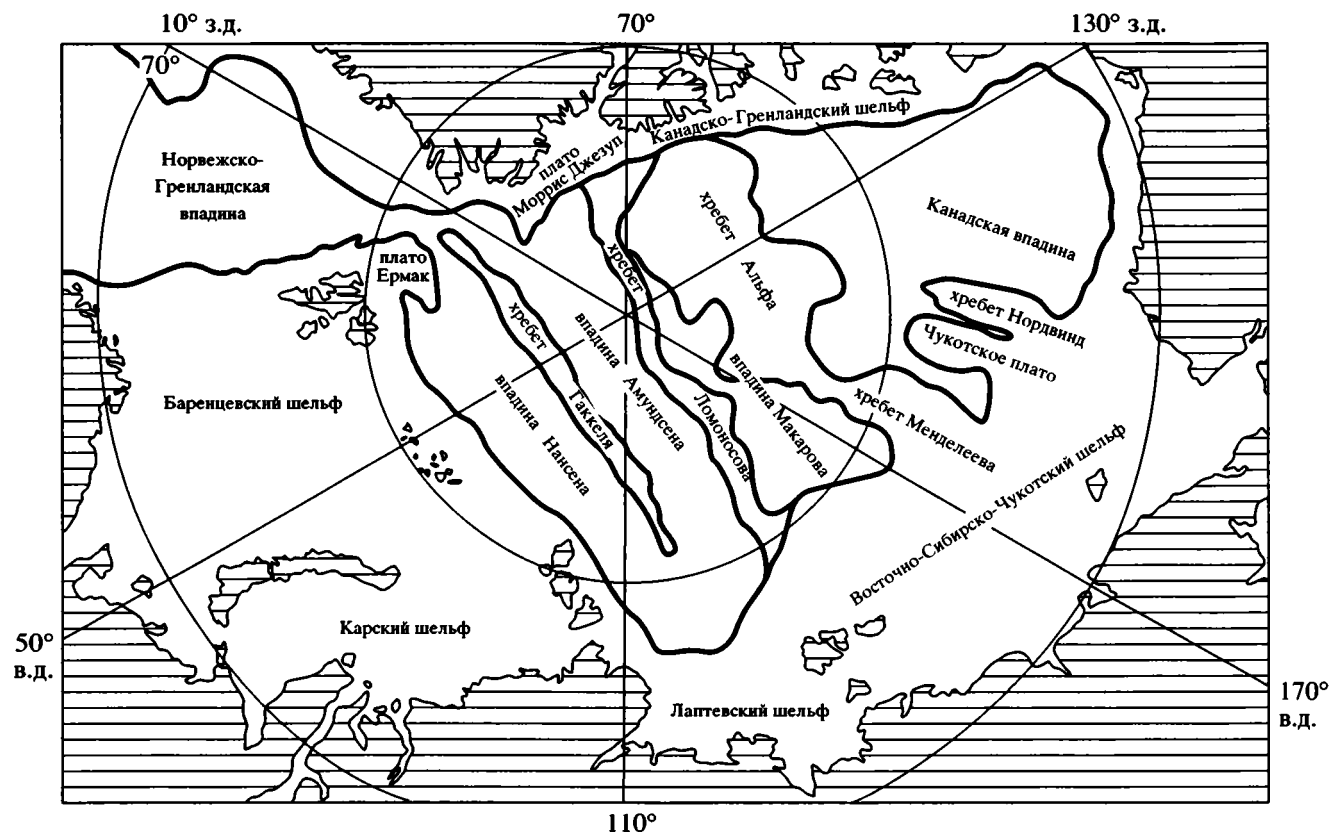 10° з.д.
70°
130° з.д.
70°
Канадско-Гренландский шельф
плато
Моррис Джезуп
Норвежско-
Гренландская
впадина
хребет
Альфа
Канадская впадина
плато
Ермак
хребет
Ломоносова
хребет
Гаккеля
впадина Амундсена
впадина Нансена
впадина Макарова
хребет Нордвинд
Чукотское плато
хребет Менделеева
Баренцевский шельф
Восточно-Сибирско-Чукотский шельф
Карский шельф
50°
в.д.
Лаптевский шельф
170°
в.д.
110°